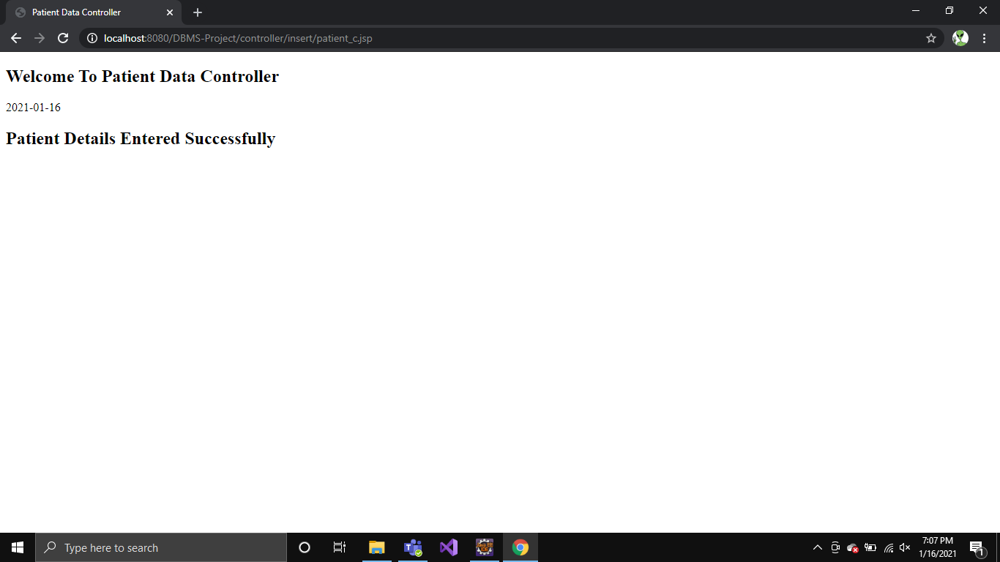 Patient Data Controller
localhost:8080/DBMS-Project/controller/insert/patient_c.jsp
Welcome To Patient Data Controller
2021-01-16
Patient Details Entered Successfully
Type here to search
7:07 PM
1/16/2021
1